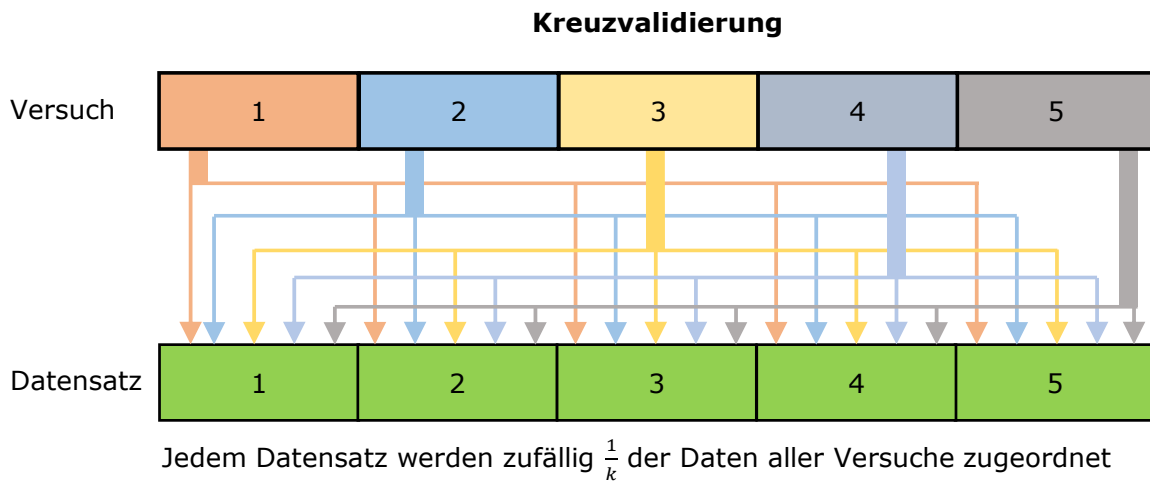 Kreuzvalidierung
Versuch 1 2 3 4 5
Datensatz 1 2 3 4 5
Jedem Datensatz werden zufällig 1/k der Daten aller Versuche zugeordnet